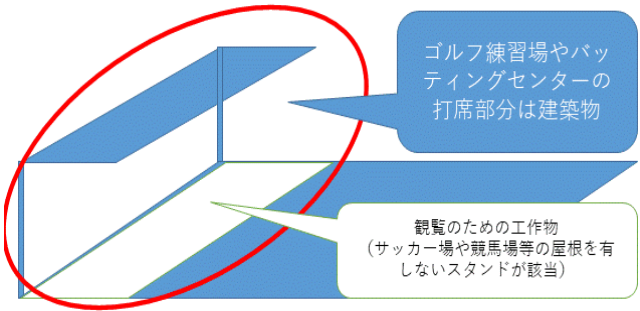 ゴルフ練習場やバッ
ティングセンターの
打席部分は建築物
観覧のための工作物
（サッカー場や競馬場等の屋根を有
しないスタンドが該当）